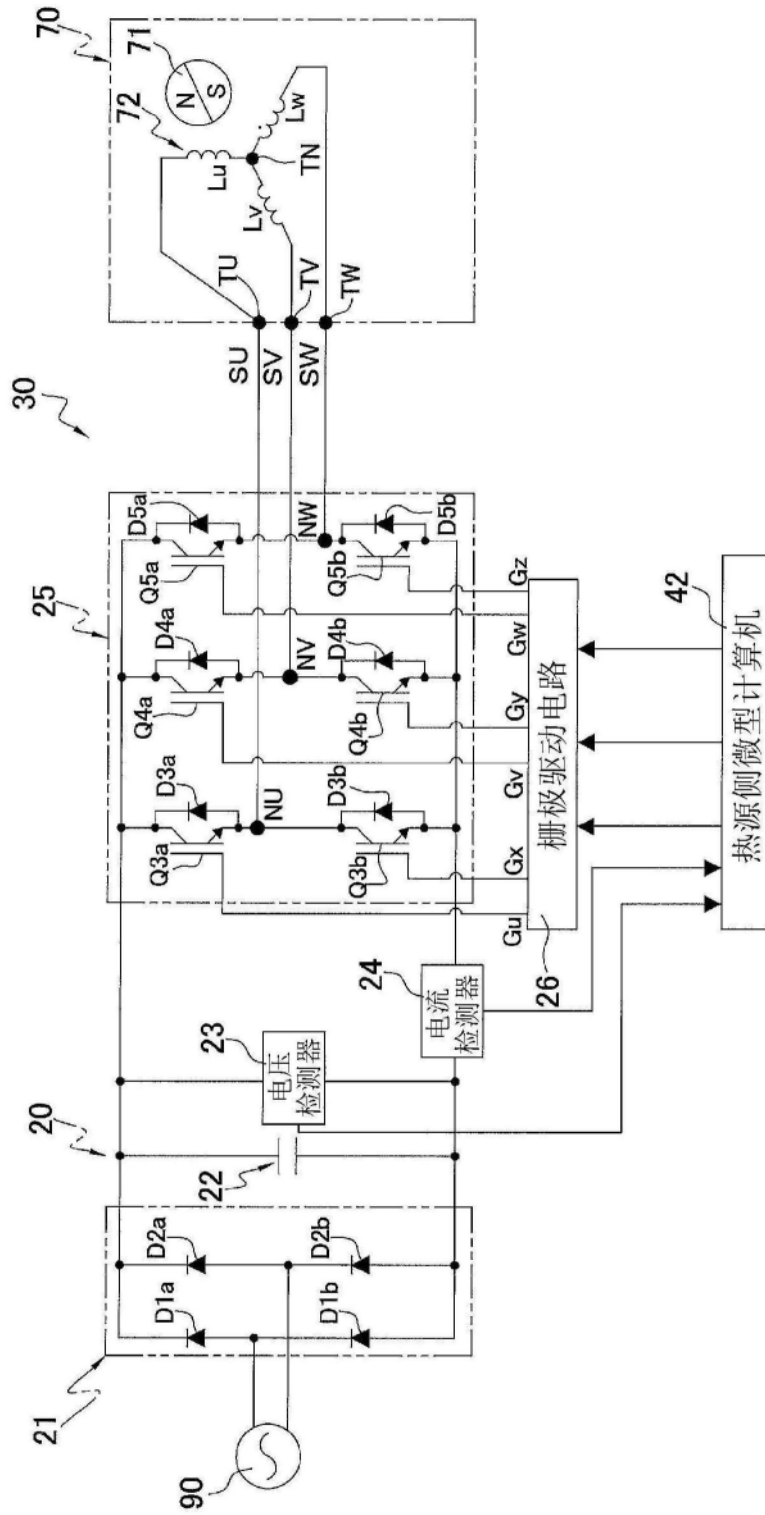 30
20
25
70
21
D1a
D2a
D1b
D2b
90
22
23
电压
检测器
24
电流
检测器
Q3a
D3a
Q4a
D4a
Q5a
D5a
NU
NV
NW
Q3b
D3b
Q4b
D4b
Q5b
D5b
Gu
Gx
Gv
Gy
Gw
Gz
26
栅极驱动电路
42
热源侧微型计算机
SU
SV
SW
TU
TV
TW
72
71
N
S
Lu
Lv
Lw
TN